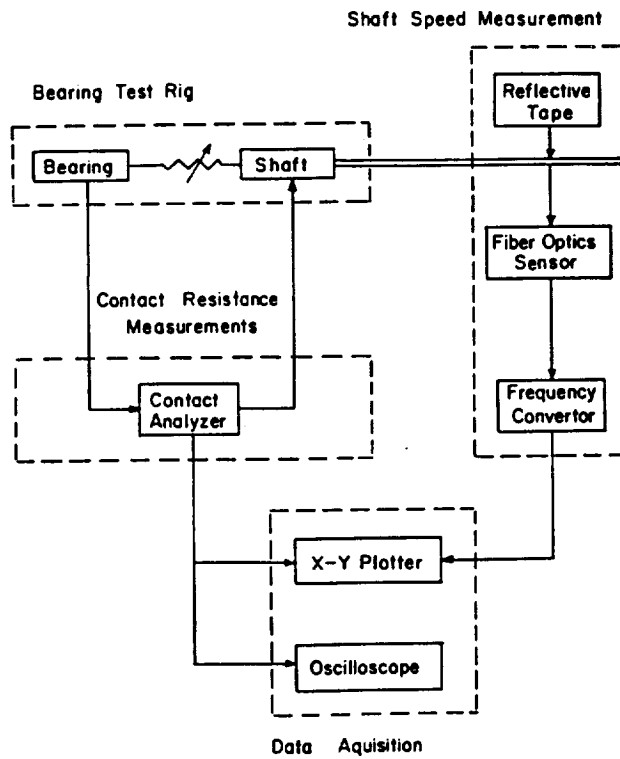 Shaft Speed Measurement
Bearing Test Rig
Reflective
Tape
Bearing
Shaft
Fiber Optics
Sensor
Contact Resistance
Measurements
Contact
Analyzer
Frequency
Convertor
X-Y Plotter
Oscilloscope
Data Aquisition